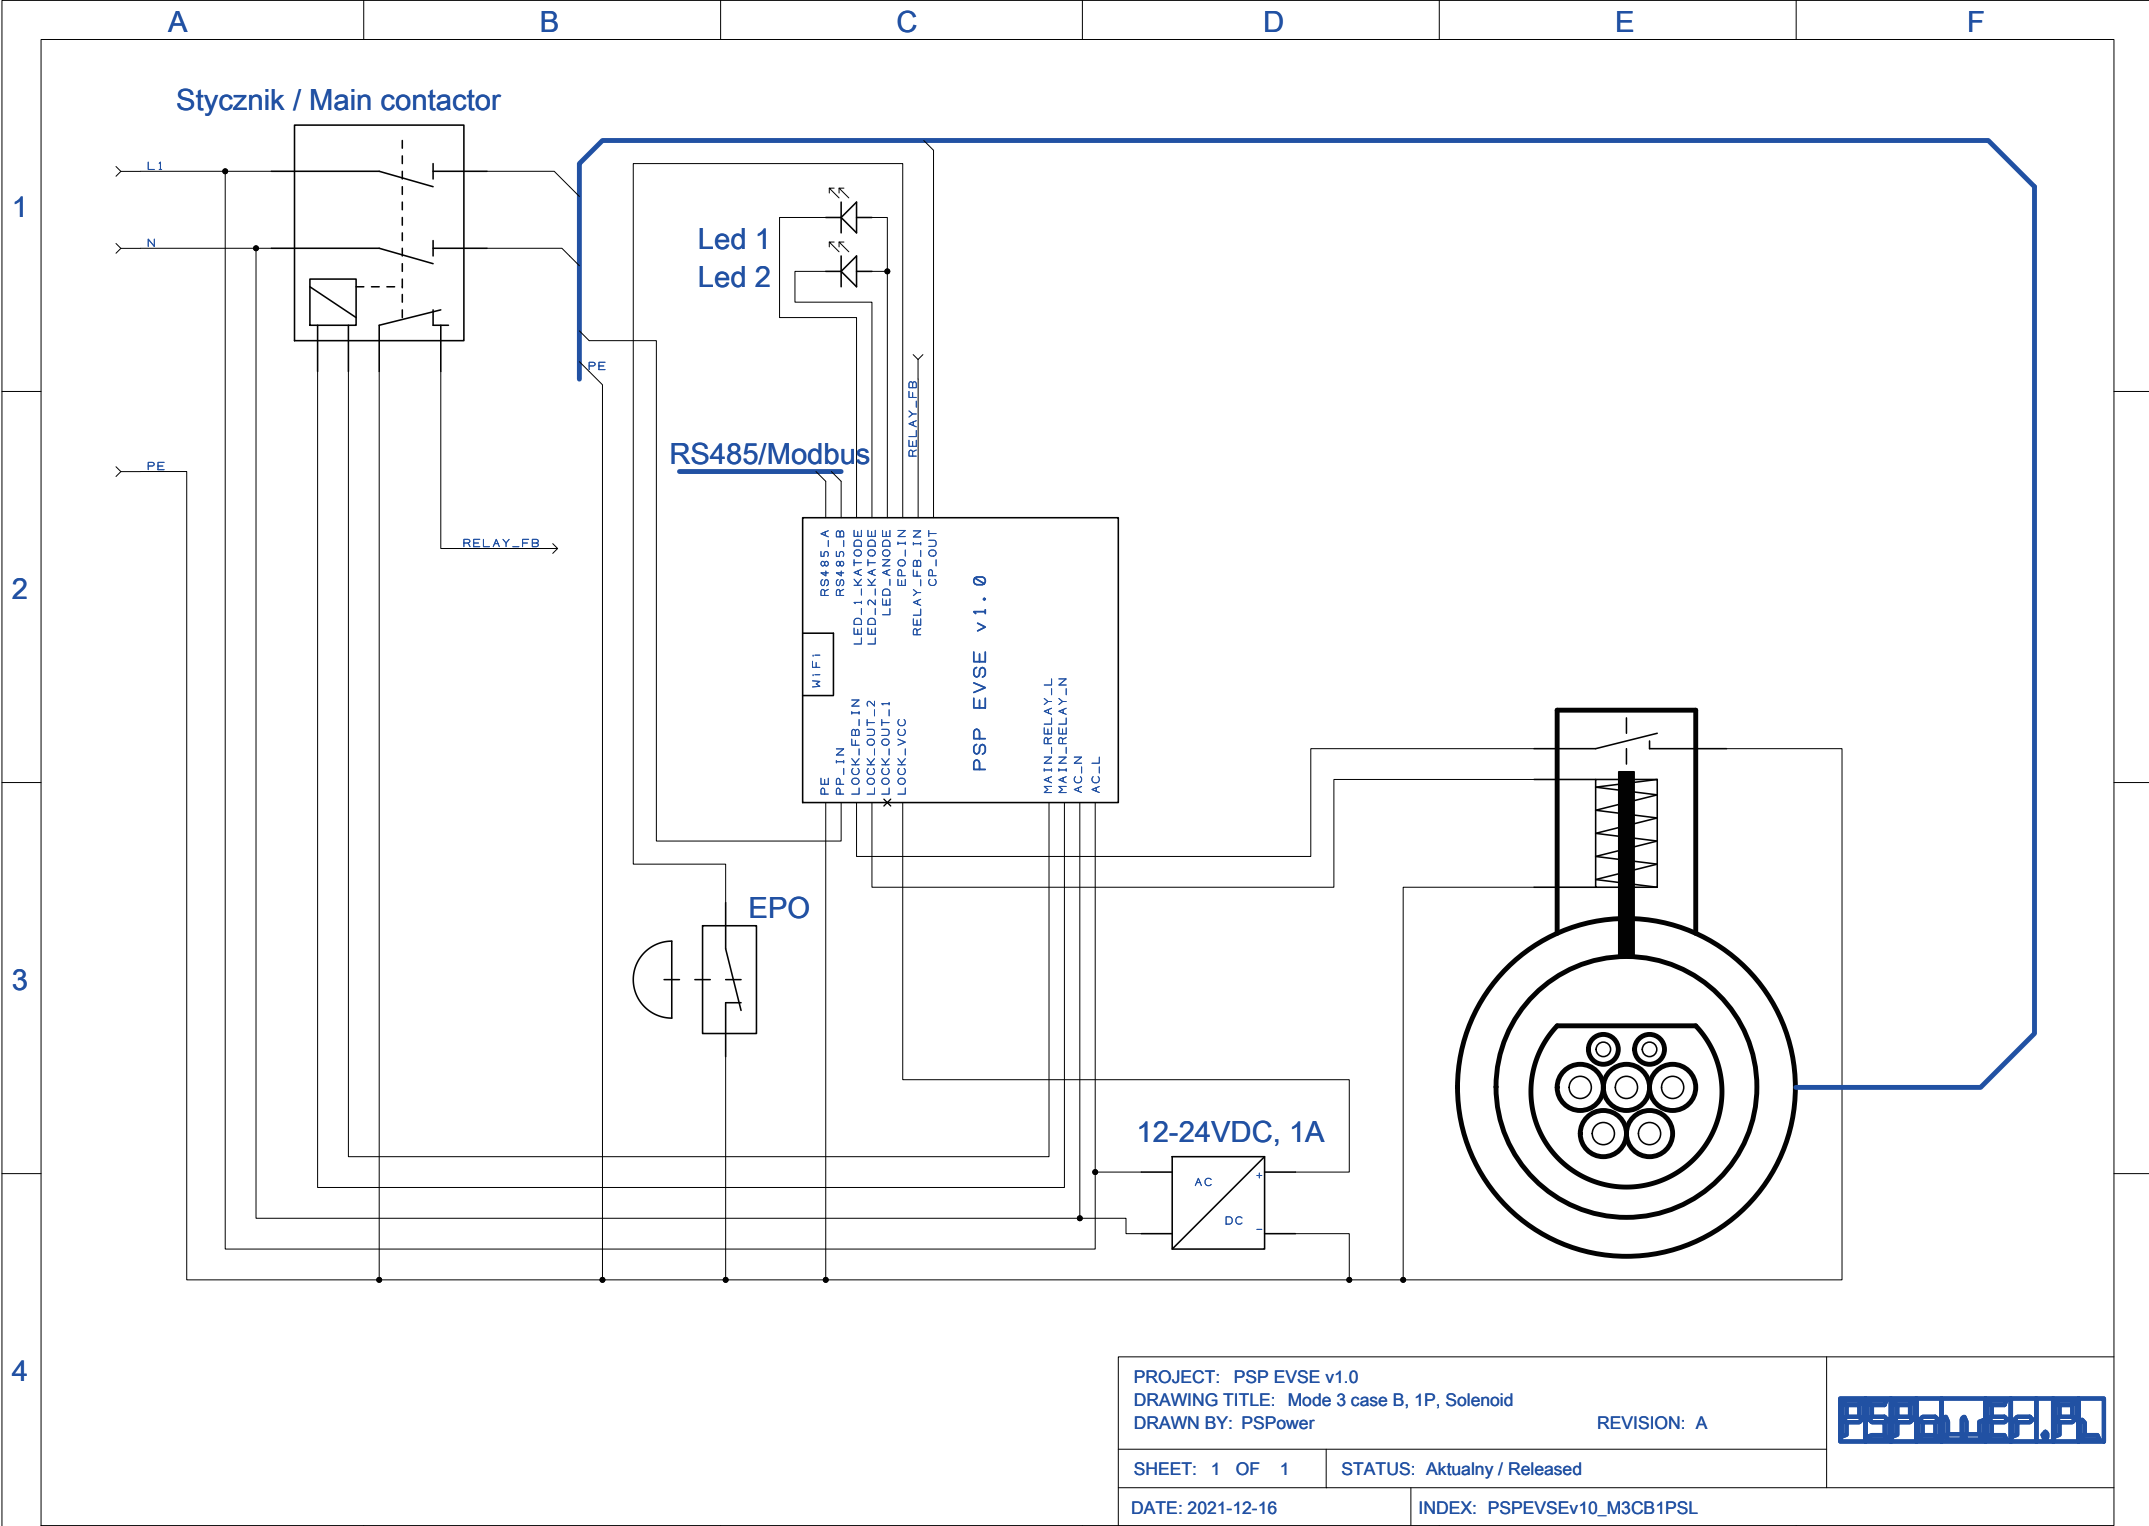 A B C D E F
Stycznik / Main contactor
L1
1
N
Led 1
Led 2
PE
RELAY_FB
RS485/Modbus
PE
RELAY_FB
2
RS485_A
RS485_B
LED_1_KATODE
LED_2_KATODE
LED_ANODE
EPO_IN
RELAY_FB_IN
CP_OUT
PSP EVSE v1.0
WiFi
PE
PP_IN
LOCK_FB_IN
LOCK_OUT_2
LOCK_OUT_1
LOCK_VCC
MAIN_RELAY_L
MAIN_RELAY_N
AC_N
AC_L
EPO
3
12-24VDC, 1A
AC
+
DC
−
4
PROJECT: PSP EVSE v1.0
DRAWING TITLE: Mode 3 case B, 1P, Solenoid
DRAWN BY: PSPower REVISION: A
PSPowEr.PL
SHEET: 1 OF 1 STATUS: Aktualny / Released
DATE: 2021-12-16 INDEX: PSPEVSEv10_M3CB1PSL